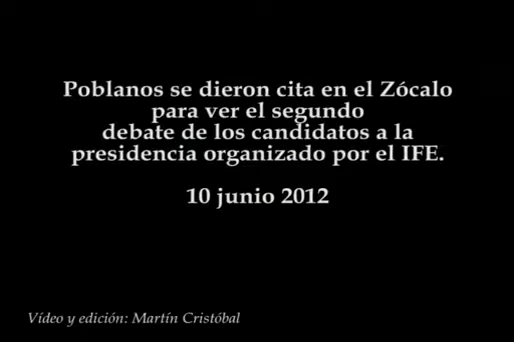 Poblanos se dieron cita en el Zócalo
para ver el segundo
debate de los candidatos a la
presidencia organizado por el IFE.
10 junio 2012
Vídeo y edición: Martín Cristóbal